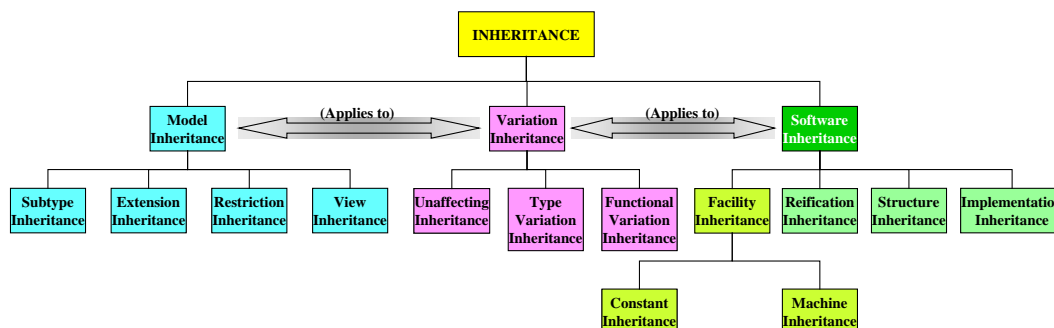 INHERITANCE
Model
Inheritance
(Applies to)
Variation
Inheritance
(Applies to)
Software
Inheritance
Subtype
Inheritance
Extension
Inheritance
Restriction
Inheritance
View
Inheritance
Unaffecting
Inheritance
Type
Variation
Inheritance
Functional
Variation
Inheritance
Facility
Inheritance
Reification
Inheritance
Structure
Inheritance
Implementation
Inheritance
Constant
Inheritance
Machine
Inheritance